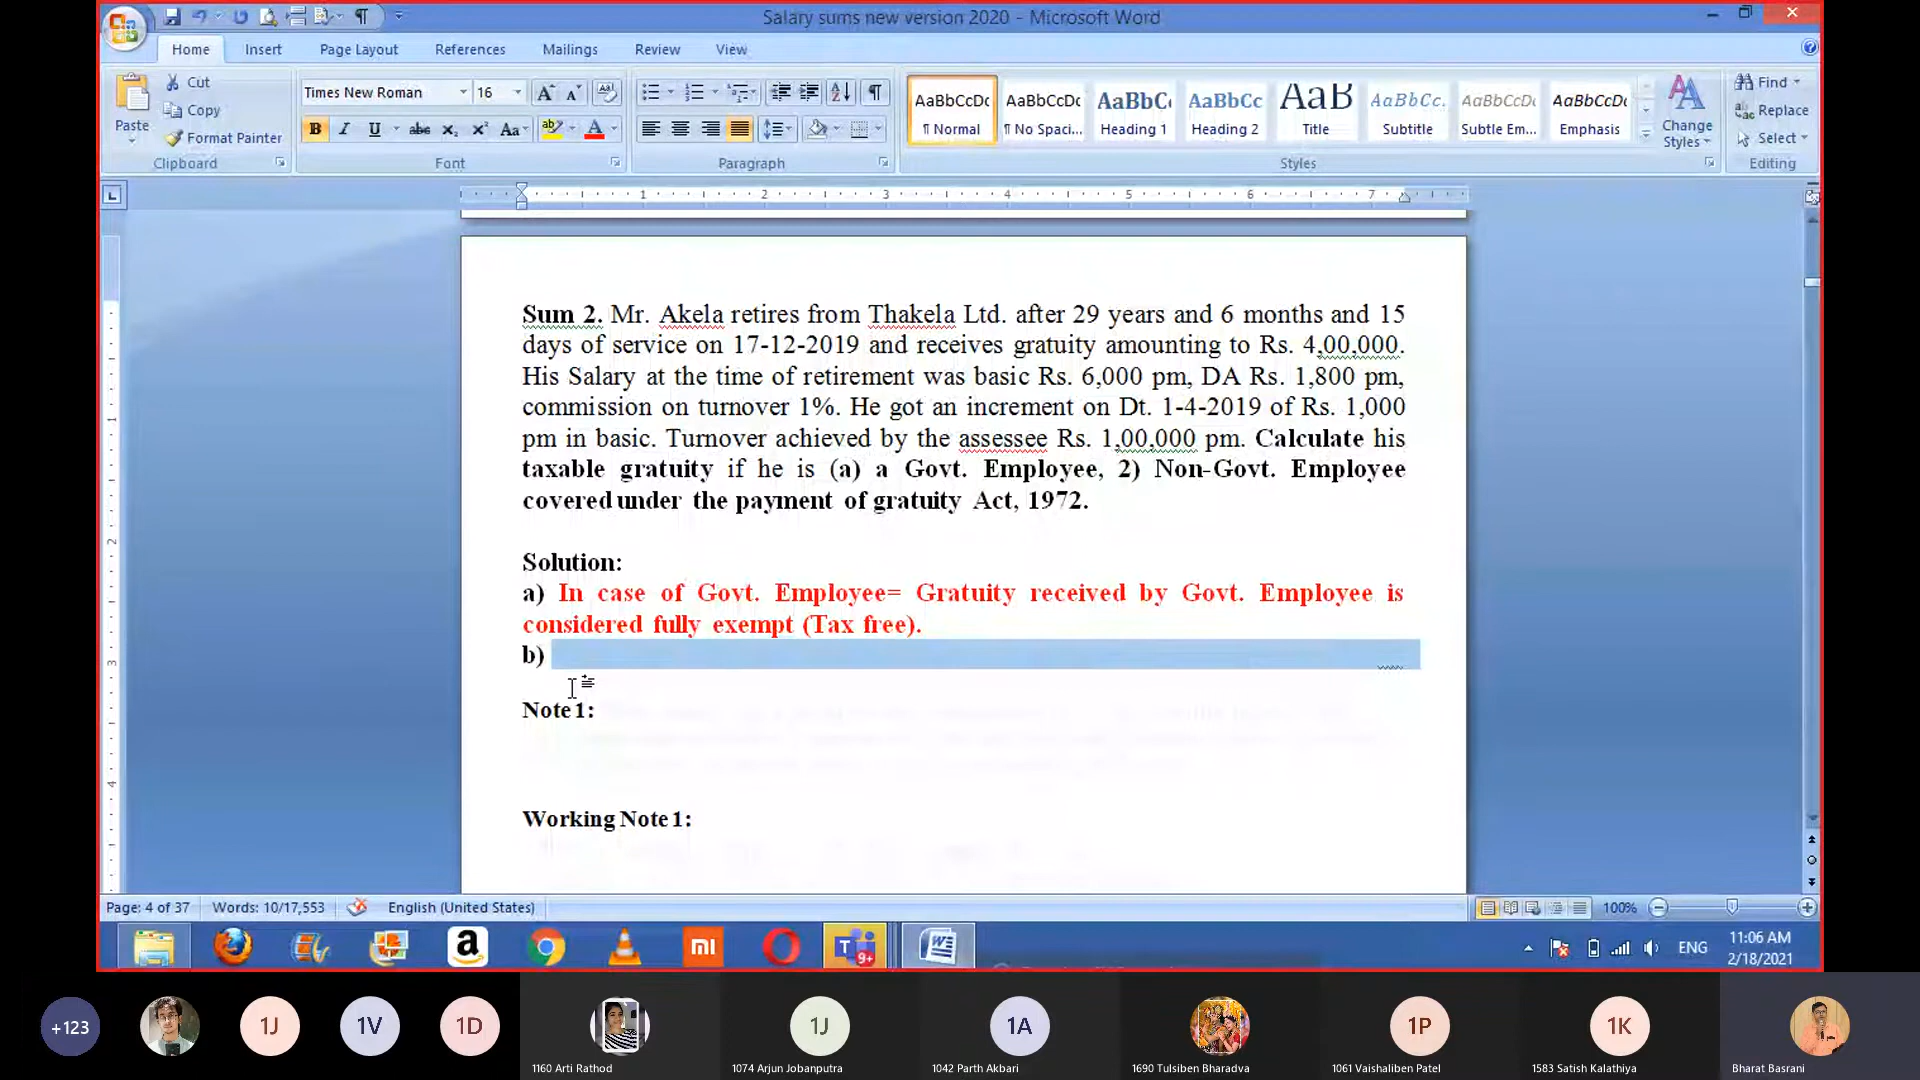 Salary sums new version 2020 - Microsoft Word
Home Insert Page Layout References Mailings Review View
Paste
Cut
Copy
Format Painter
Clipboard
Times New Roman 16
Font
Paragraph
AaBbCcDc AaBbCcDc AaBbC AaBbCc AaB AaBbCc. AaBbCcDc AaBbCcDc
¶ Normal ¶ No Spaci... Heading 1 Heading 2 Title Subtitle Subtle Em... Emphasis
Change
Styles
Styles
Find
Replace
Select
Editing
1 2 3 4 5 6 7
Sum 2. Mr. Akela retires from Thakela Ltd. after 29 years and 6 months and 15
days of service on 17-12-2019 and receives gratuity amounting to Rs. 4,00,000.
His Salary at the time of retirement was basic Rs. 6,000 pm, DA Rs. 1,800 pm,
commission on turnover 1%. He got an increment on Dt. 1-4-2019 of Rs. 1,000
pm in basic. Turnover achieved by the assessee Rs. 1,00,000 pm. Calculate his
taxable gratuity if he is (a) a Govt. Employee, 2) Non-Govt. Employee
covered under the payment of gratuity Act, 1972.
Solution:
a) In case of Govt. Employee= Gratuity received by Govt. Employee is
considered fully exempt (Tax free).
b)
Note 1:
Working Note 1:
Page: 4 of 37 Words: 10/17,553 English (United States) 100%
9+
ENG
11:06 AM
2/18/2021
+123 1J 1V 1D 1J 1A 1P 1K
1160 Arti Rathod 1074 Arjun Jobanputra 1042 Parth Akbari 1690 Tulsiben Bharadva 1061 Vaishaliben Patel 1583 Satish Kalathiya Bharat Basrani